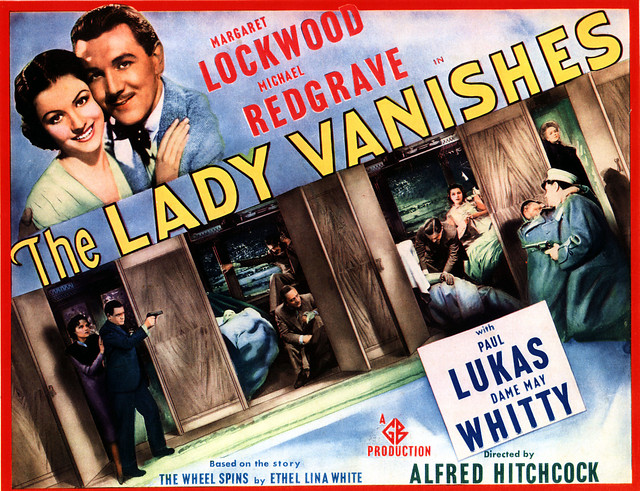 MARGARET
LOCKWOOD
MICHAEL
REDGRAVE
IN
The LADY VANISHES
with
PAUL
LUKAS
DAME MAY
WHITTY
A
GB
PRODUCTION
Based on the story
THE WHEEL SPINS by ETHEL LINA WHITE
Directed by
ALFRED HITCHCOCK